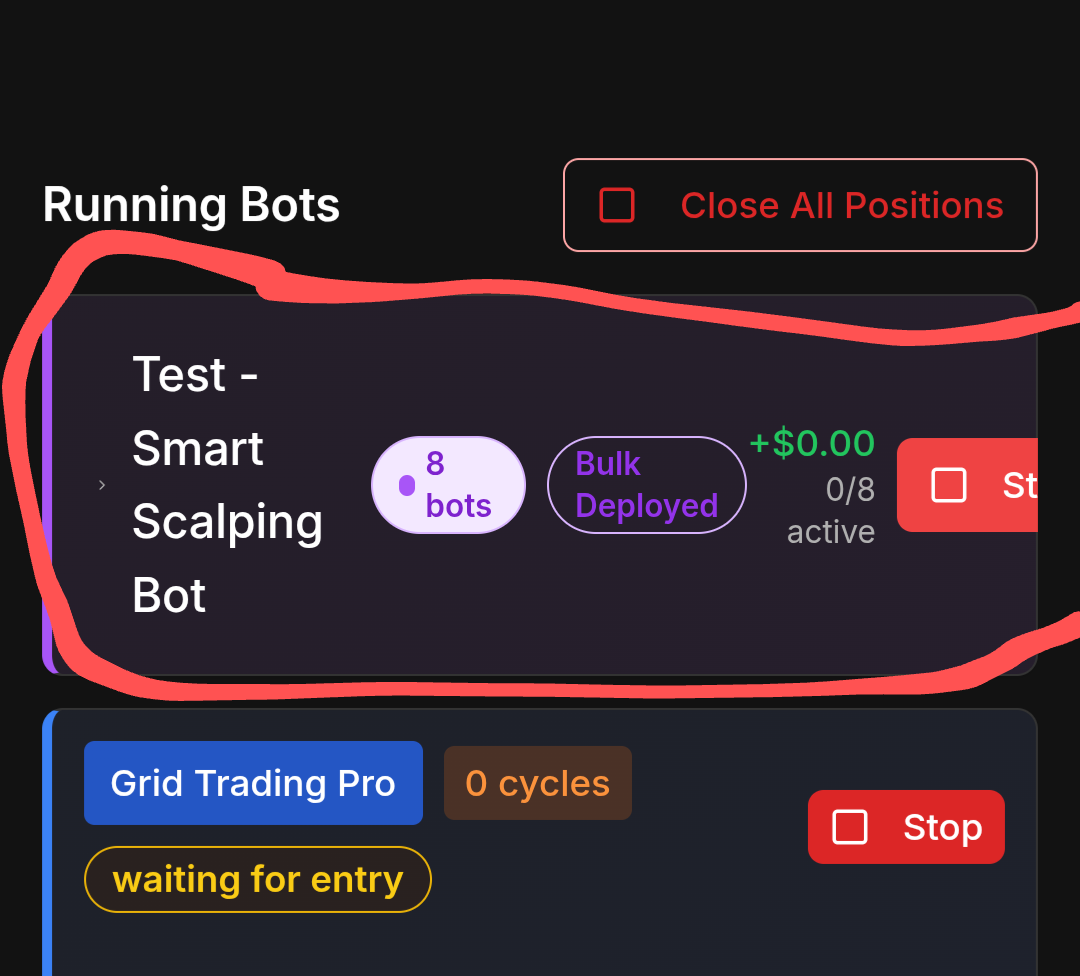 Running Bots
Close All Positions
Test -
Smart
Scalping
Bot
8
bots
Bulk
Deployed
+$0.00
0/8
active
St
Grid Trading Pro
0 cycles
Stop
waiting for entry